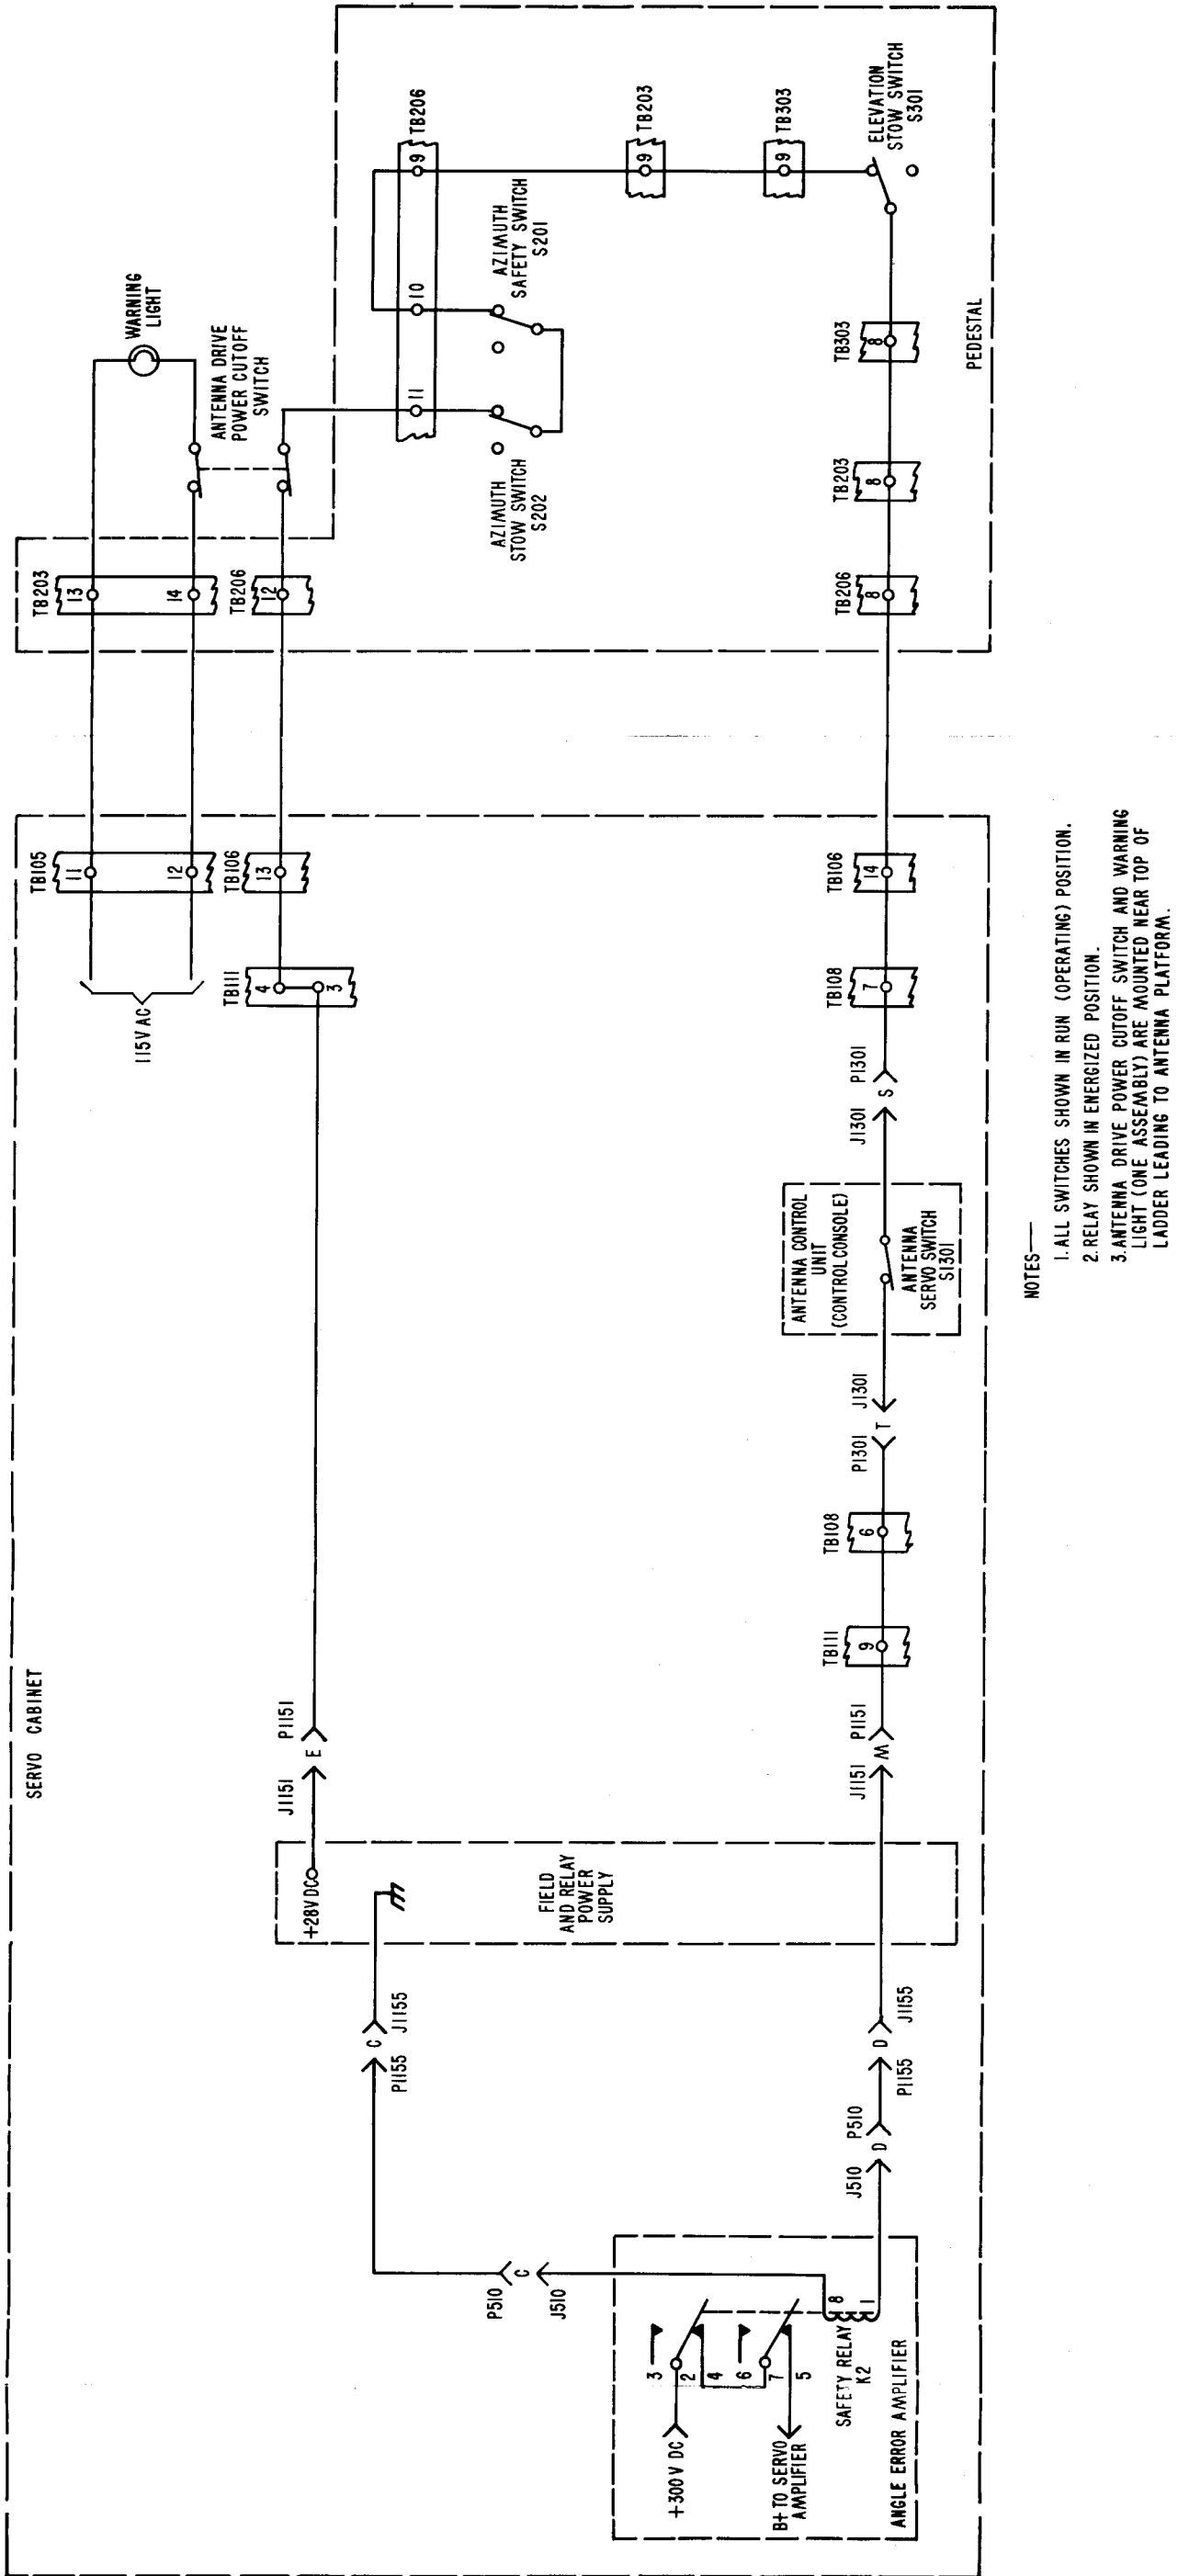 SERVO CABINET
TB105
11
12
115V AC
TB106
13
TB111
4
3
P1151
E
J1151
+28V DC
FIELD
AND RELAY
POWER
SUPPLY
J1155
C
P1155
P510
C
J510
3
2
4
6
7
5
+300V DC
B+ TO SERVO
AMPLIFIER
8
1
SAFETY RELAY
K2
ANGLE ERROR AMPLIFIER
J510
D
P510
P1155
D
J1155
J1151
W
P1151
TB111
9
TB108
6
P1301
T
J1301
ANTENNA CONTROL
UNIT
(CONTROL CONSOLE)
ANTENNA
SERVO SWITCH
S1301
J1301
S
P1301
TB108
7
TB106
14
TB203
13
14
TB206
12
WARNING
LIGHT
ANTENNA DRIVE
POWER CUTOFF
SWITCH
TB206
11
10
9
AZIMUTH
STOW SWITCH
S202
AZIMUTH
SAFETY SWITCH
S201
TB203
9
TB303
9
ELEVATION
STOW SWITCH
S301
TB303
8
TB203
8
TB206
8
PEDESTAL
NOTES—
1. ALL SWITCHES SHOWN IN RUN (OPERATING) POSITION.
2. RELAY SHOWN IN ENERGIZED POSITION.
3. ANTENNA DRIVE POWER CUTOFF SWITCH AND WARNING
LIGHT (ONE ASSEMBLY) ARE MOUNTED NEAR TOP OF
LADDER LEADING TO ANTENNA PLATFORM.